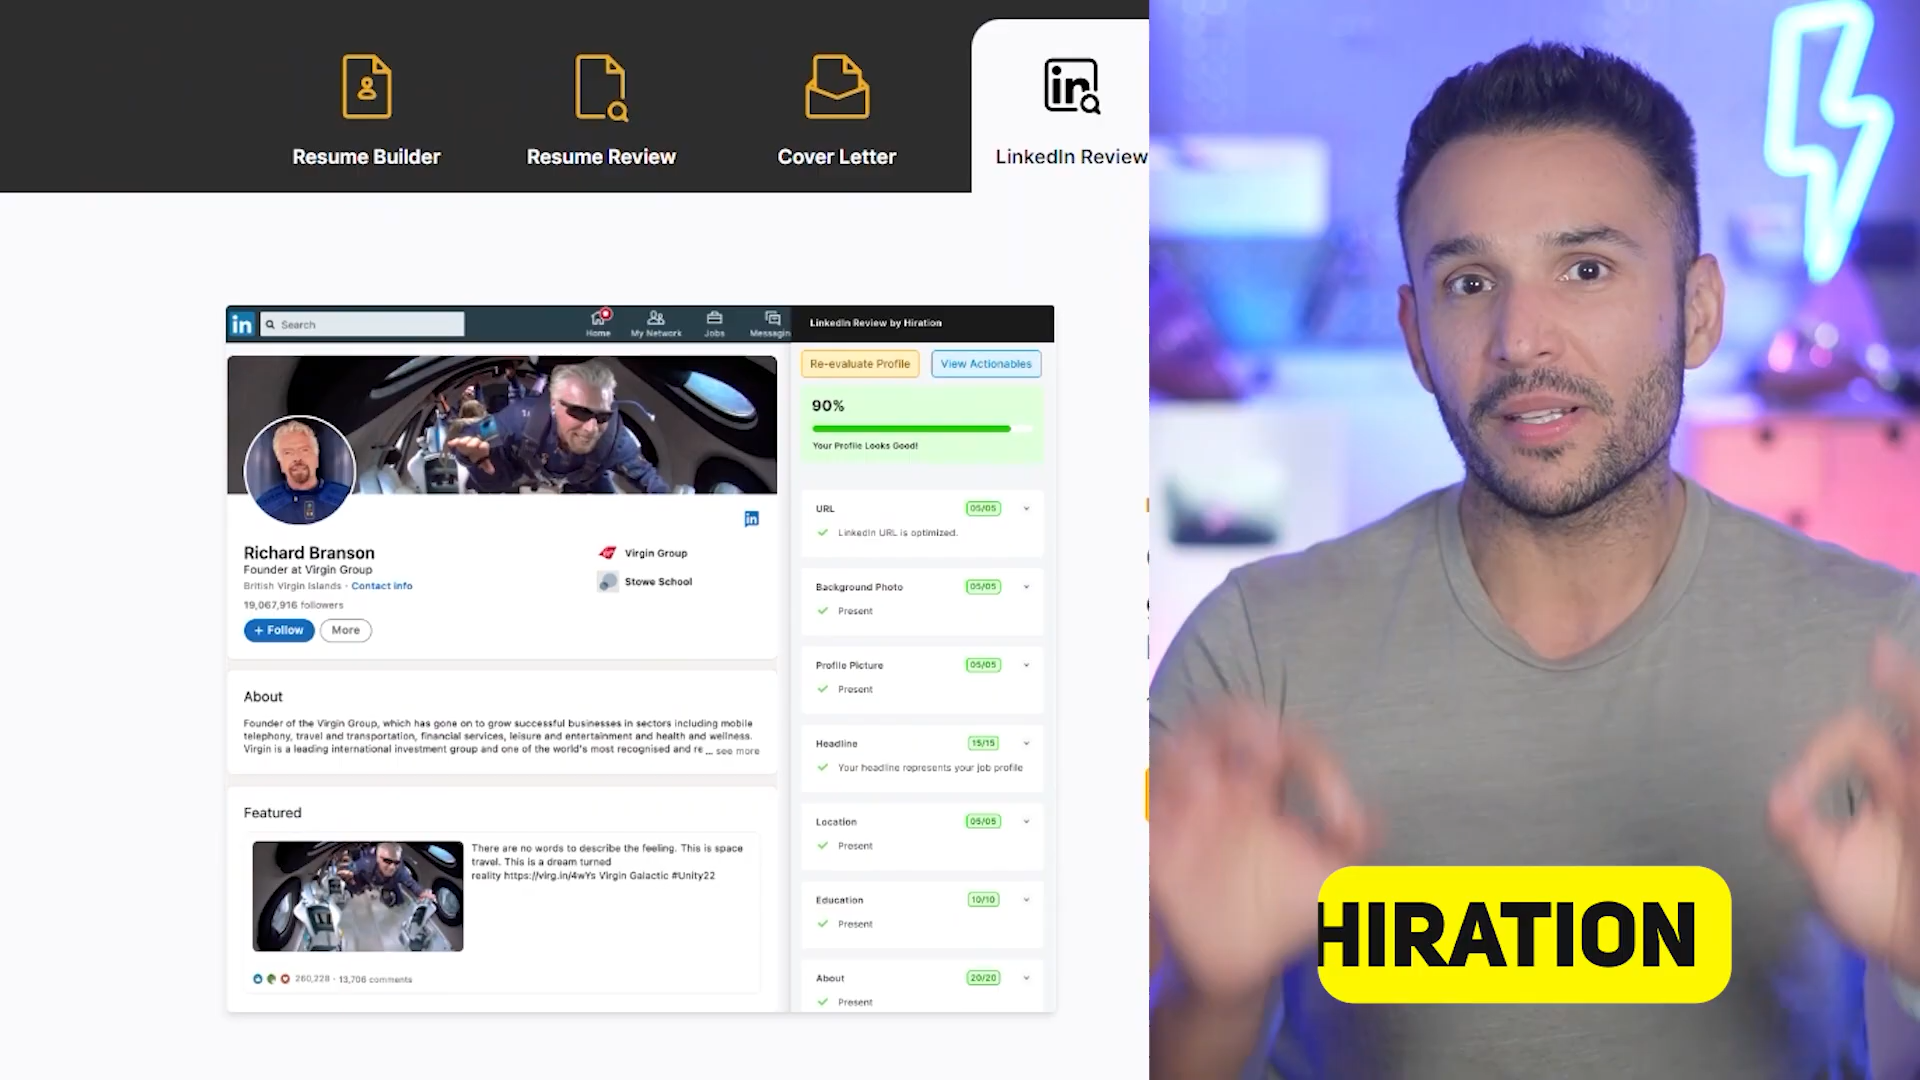 Resume Builder
Resume Review
Cover Letter
LinkedIn Review
in
Search
Home
My Network
Jobs
Messagin
LinkedIn Review by Hiration
Re-evaluate Profile
View Actionables
90%
Your Profile Looks Good!
in
Richard Branson
Founder at Virgin Group
British Virgin Islands · Contact info
19,067,916 followers
+ Follow
More
Virgin Group
Stowe School
About
Founder of the Virgin Group, which has gone on to grow successful businesses in sectors including mobile
telephony, travel and transportation, financial services, leisure and entertainment and health and wellness.
Virgin is a leading international investment group and one of the world's most recognised and re ... see more
Featured
There are no words to describe the feeling. This is space
travel. This is a dream turned
reality https://virg.in/4wYs Virgin Galactic #Unity22
260,228 · 13,706 comments
URL 05/05
LinkedIn URL is optimized.
Background Photo 05/05
Present
Profile Picture 05/05
Present
Headline 15/15
Your headline represents your job profile
Location 05/05
Present
Education 10/10
Present
About 20/20
Present
HIRATION